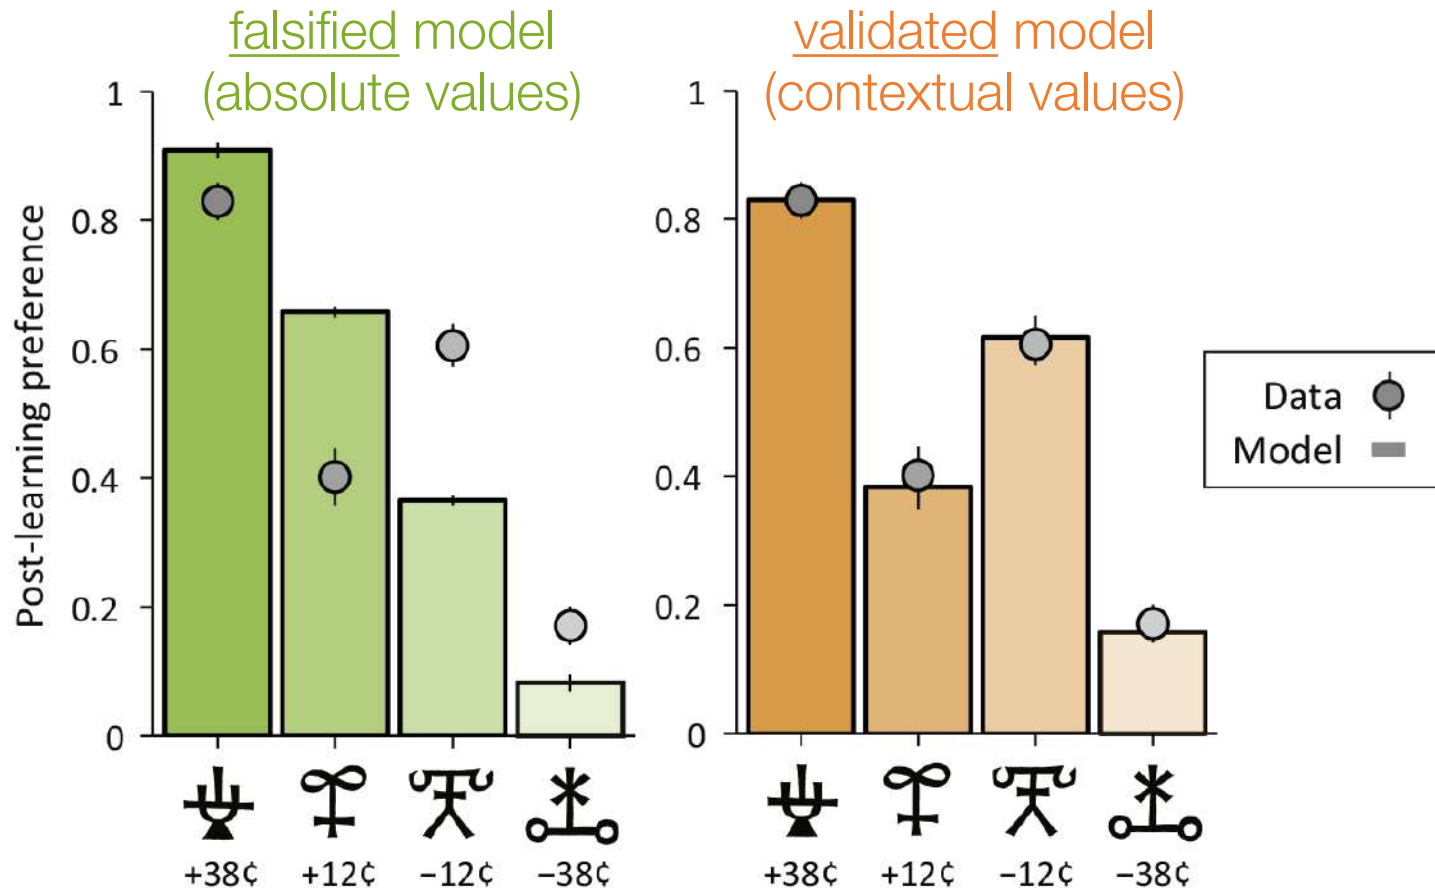 falsified model
(absolute values)
validated model
(contextual values)
Post-learning preference
1
0.8
0.6
0.4
0.2
0
+38¢
+12¢
−12¢
−38¢
1
0.8
0.6
0.4
0.2
0
+38¢
+12¢
−12¢
−38¢
Data
Model